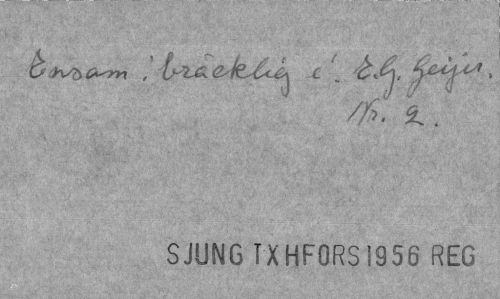 Ensam i bräcklig c'. E.G. Geijer.
Nr. 2.
SJUNG TXHFORS1956 REG